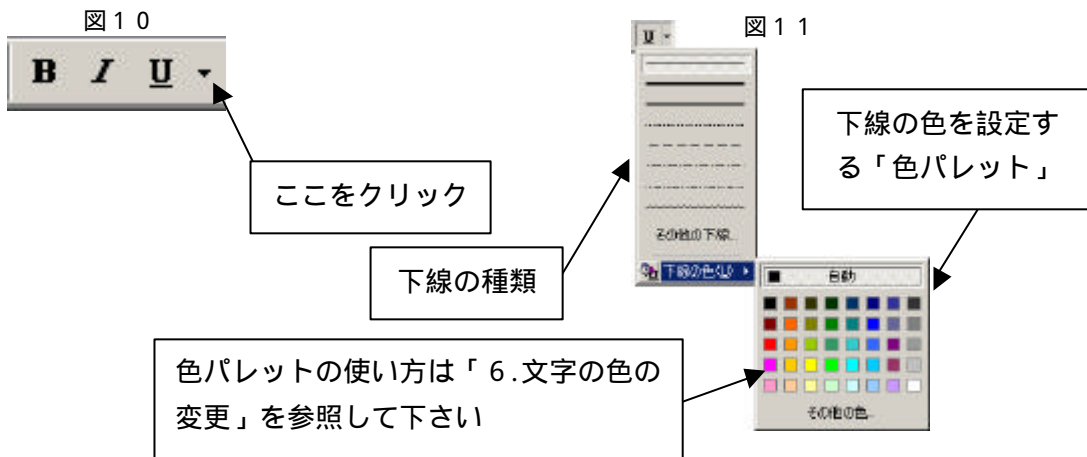 図１０
B I U
ここをクリック
図１１
U
下線の種類
その他の下線...
下線の色(U)
下線の色を設定す
る「色パレット」
自動
その他の色...
色パレットの使い方は「６.文字の色の
変更」を参照して下さい